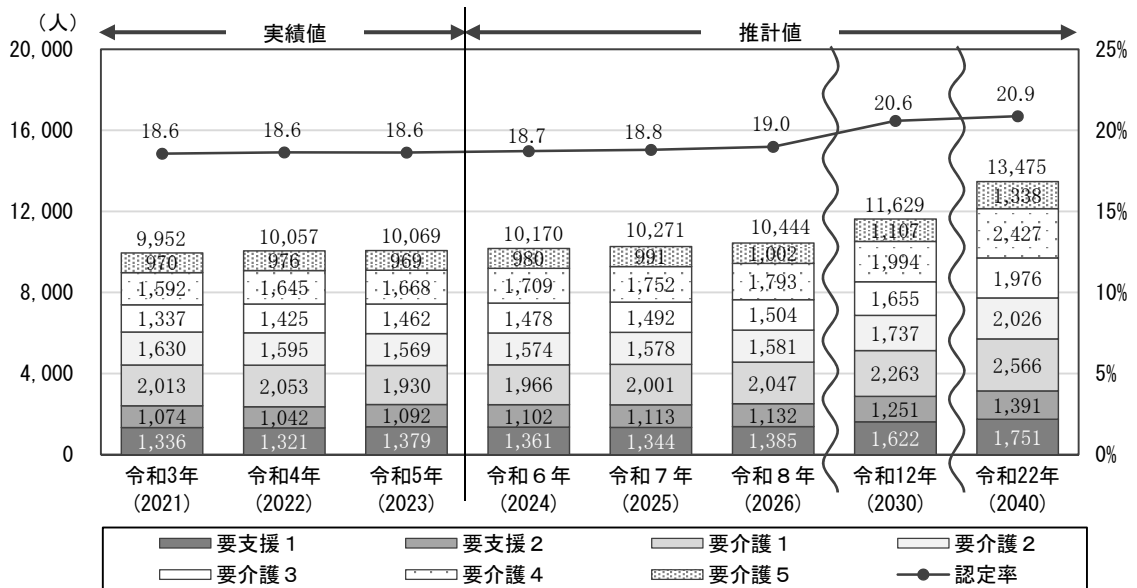 （人）
実績値 推計値
20,000 25%
16,000 20%
12,000 15%
8,000 10%
4,000 5%
0 0%
18.6 18.6 18.6 18.7 18.8 19.0 20.6 20.9
9,952 10,057 10,069 10,170 10,271 10,444 11,629 13,475
970 976 969 980 991 1,002 1,107 1,338
1,592 1,645 1,668 1,709 1,752 1,793 1,994 2,427
1,337 1,425 1,462 1,478 1,492 1,504 1,655 1,976
1,630 1,595 1,569 1,574 1,578 1,581 1,737 2,026
2,013 2,053 1,930 1,966 2,001 2,047 2,263 2,566
1,074 1,042 1,092 1,102 1,113 1,132 1,251 1,391
1,336 1,321 1,379 1,361 1,344 1,385 1,622 1,751
令和3年 令和4年 令和5年 令和６年 令和７年 令和８年 令和12年 令和22年
(2021) (2022) (2023) (2024) (2025) (2026) (2030) (2040)
要支援１ 要支援２ 要介護１ 要介護２
要介護３ 要介護４ 要介護５ 認定率